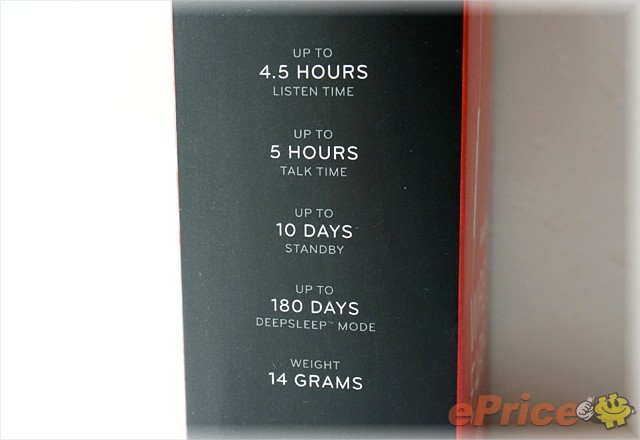 UP TO
4.5 HOURS
LISTEN TIME
UP TO
5 HOURS
TALK TIME
UP TO
10 DAYS
STANDBY
UP TO
180 DAYS
DEEPSLEEP™ MODE
WEIGHT
14 GRAMS
ePrice